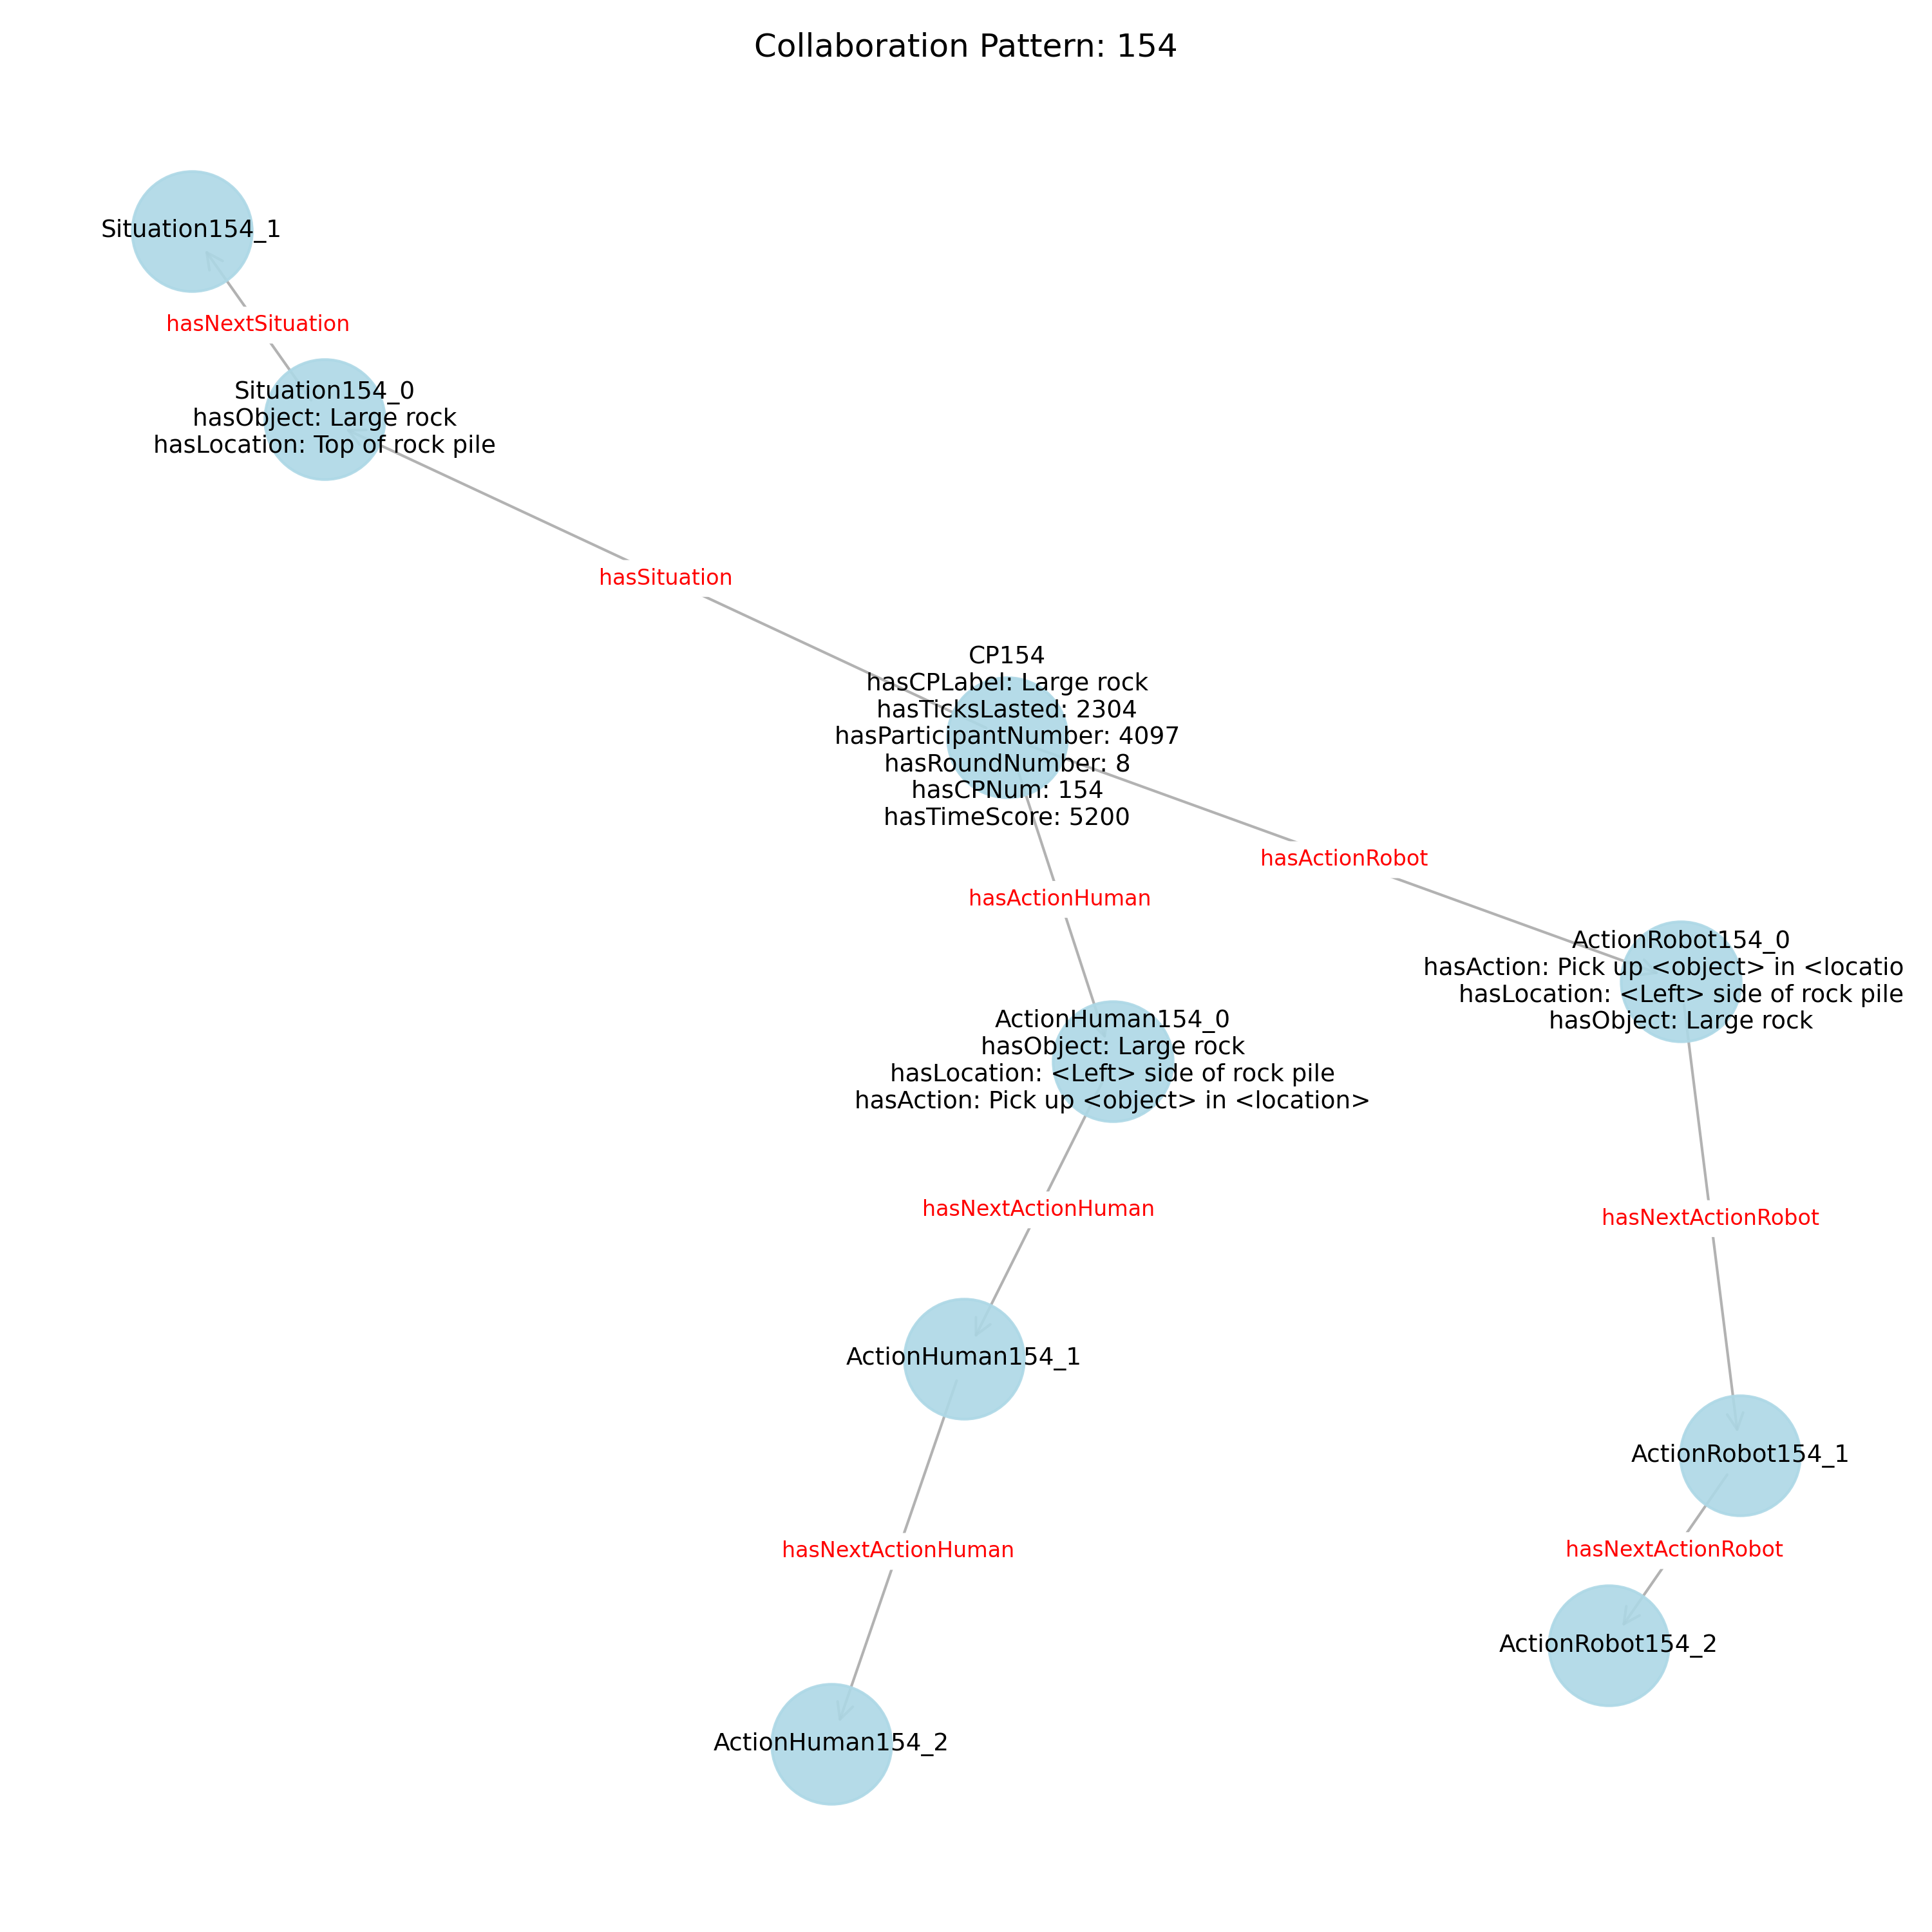 Collaboration Pattern: 154
Situation154_1
hasNextSituation
Situation154_0
hasObject: Large rock
hasLocation: Top of rock pile
hasSituation
CP154
hasCPLabel: Large rock
hasTicksLasted: 2304
hasParticipantNumber: 4097
hasRoundNumber: 8
hasCPNum: 154
hasTimeScore: 5200
hasActionRobot
hasActionHuman
ActionRobot154_0
hasAction: Pick up <object> in <locatio
hasLocation: <Left> side of rock pile
hasObject: Large rock
ActionHuman154_0
hasObject: Large rock
hasLocation: <Left> side of rock pile
hasAction: Pick up <object> in <location>
hasNextActionHuman
hasNextActionRobot
ActionHuman154_1
ActionRobot154_1
hasNextActionHuman
hasNextActionRobot
ActionRobot154_2
ActionHuman154_2